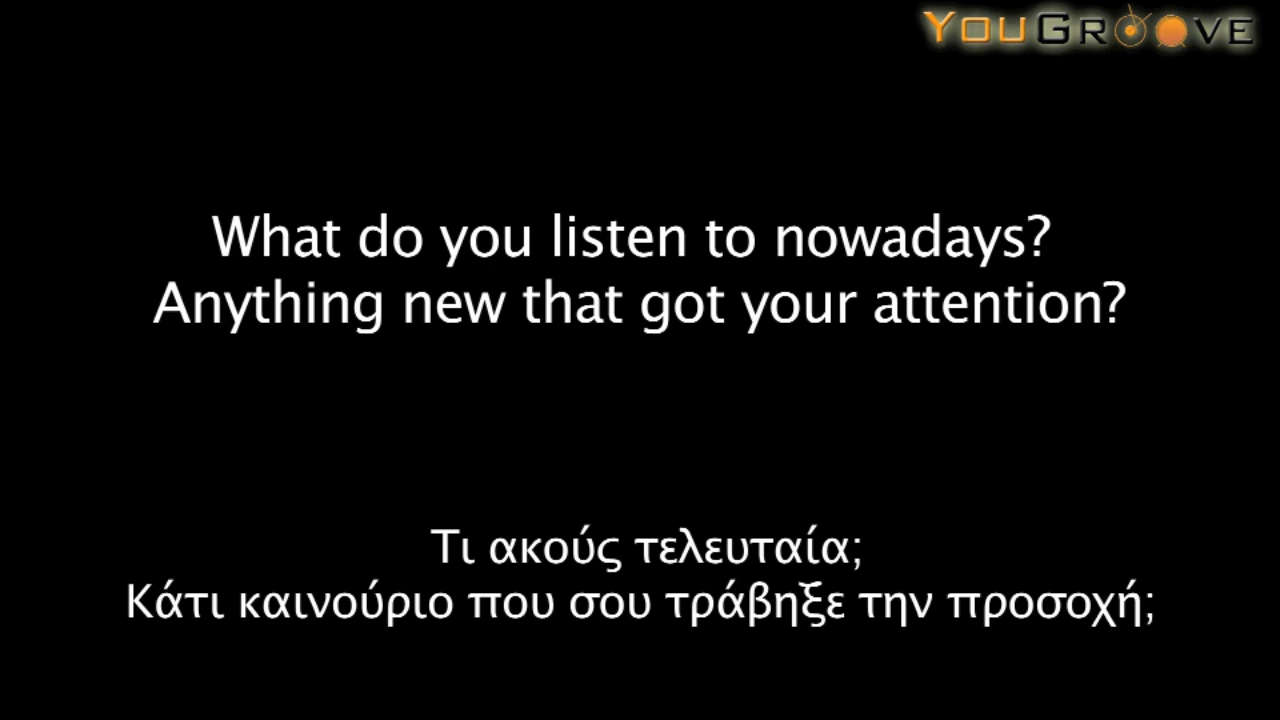 YouGroove
What do you listen to nowadays?
Anything new that got your attention?
Τι ακούς τελευταία;
Κάτι καινούριο που σου τράβηξε την προσοχή;